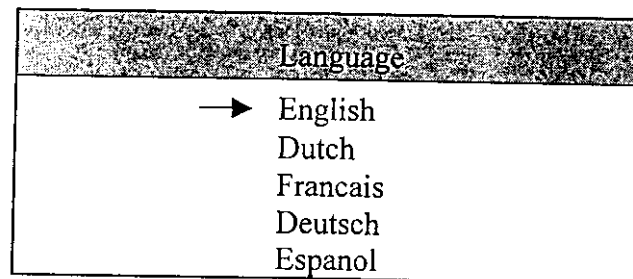 Language
English
Dutch
Francais
Deutsch
Espanol